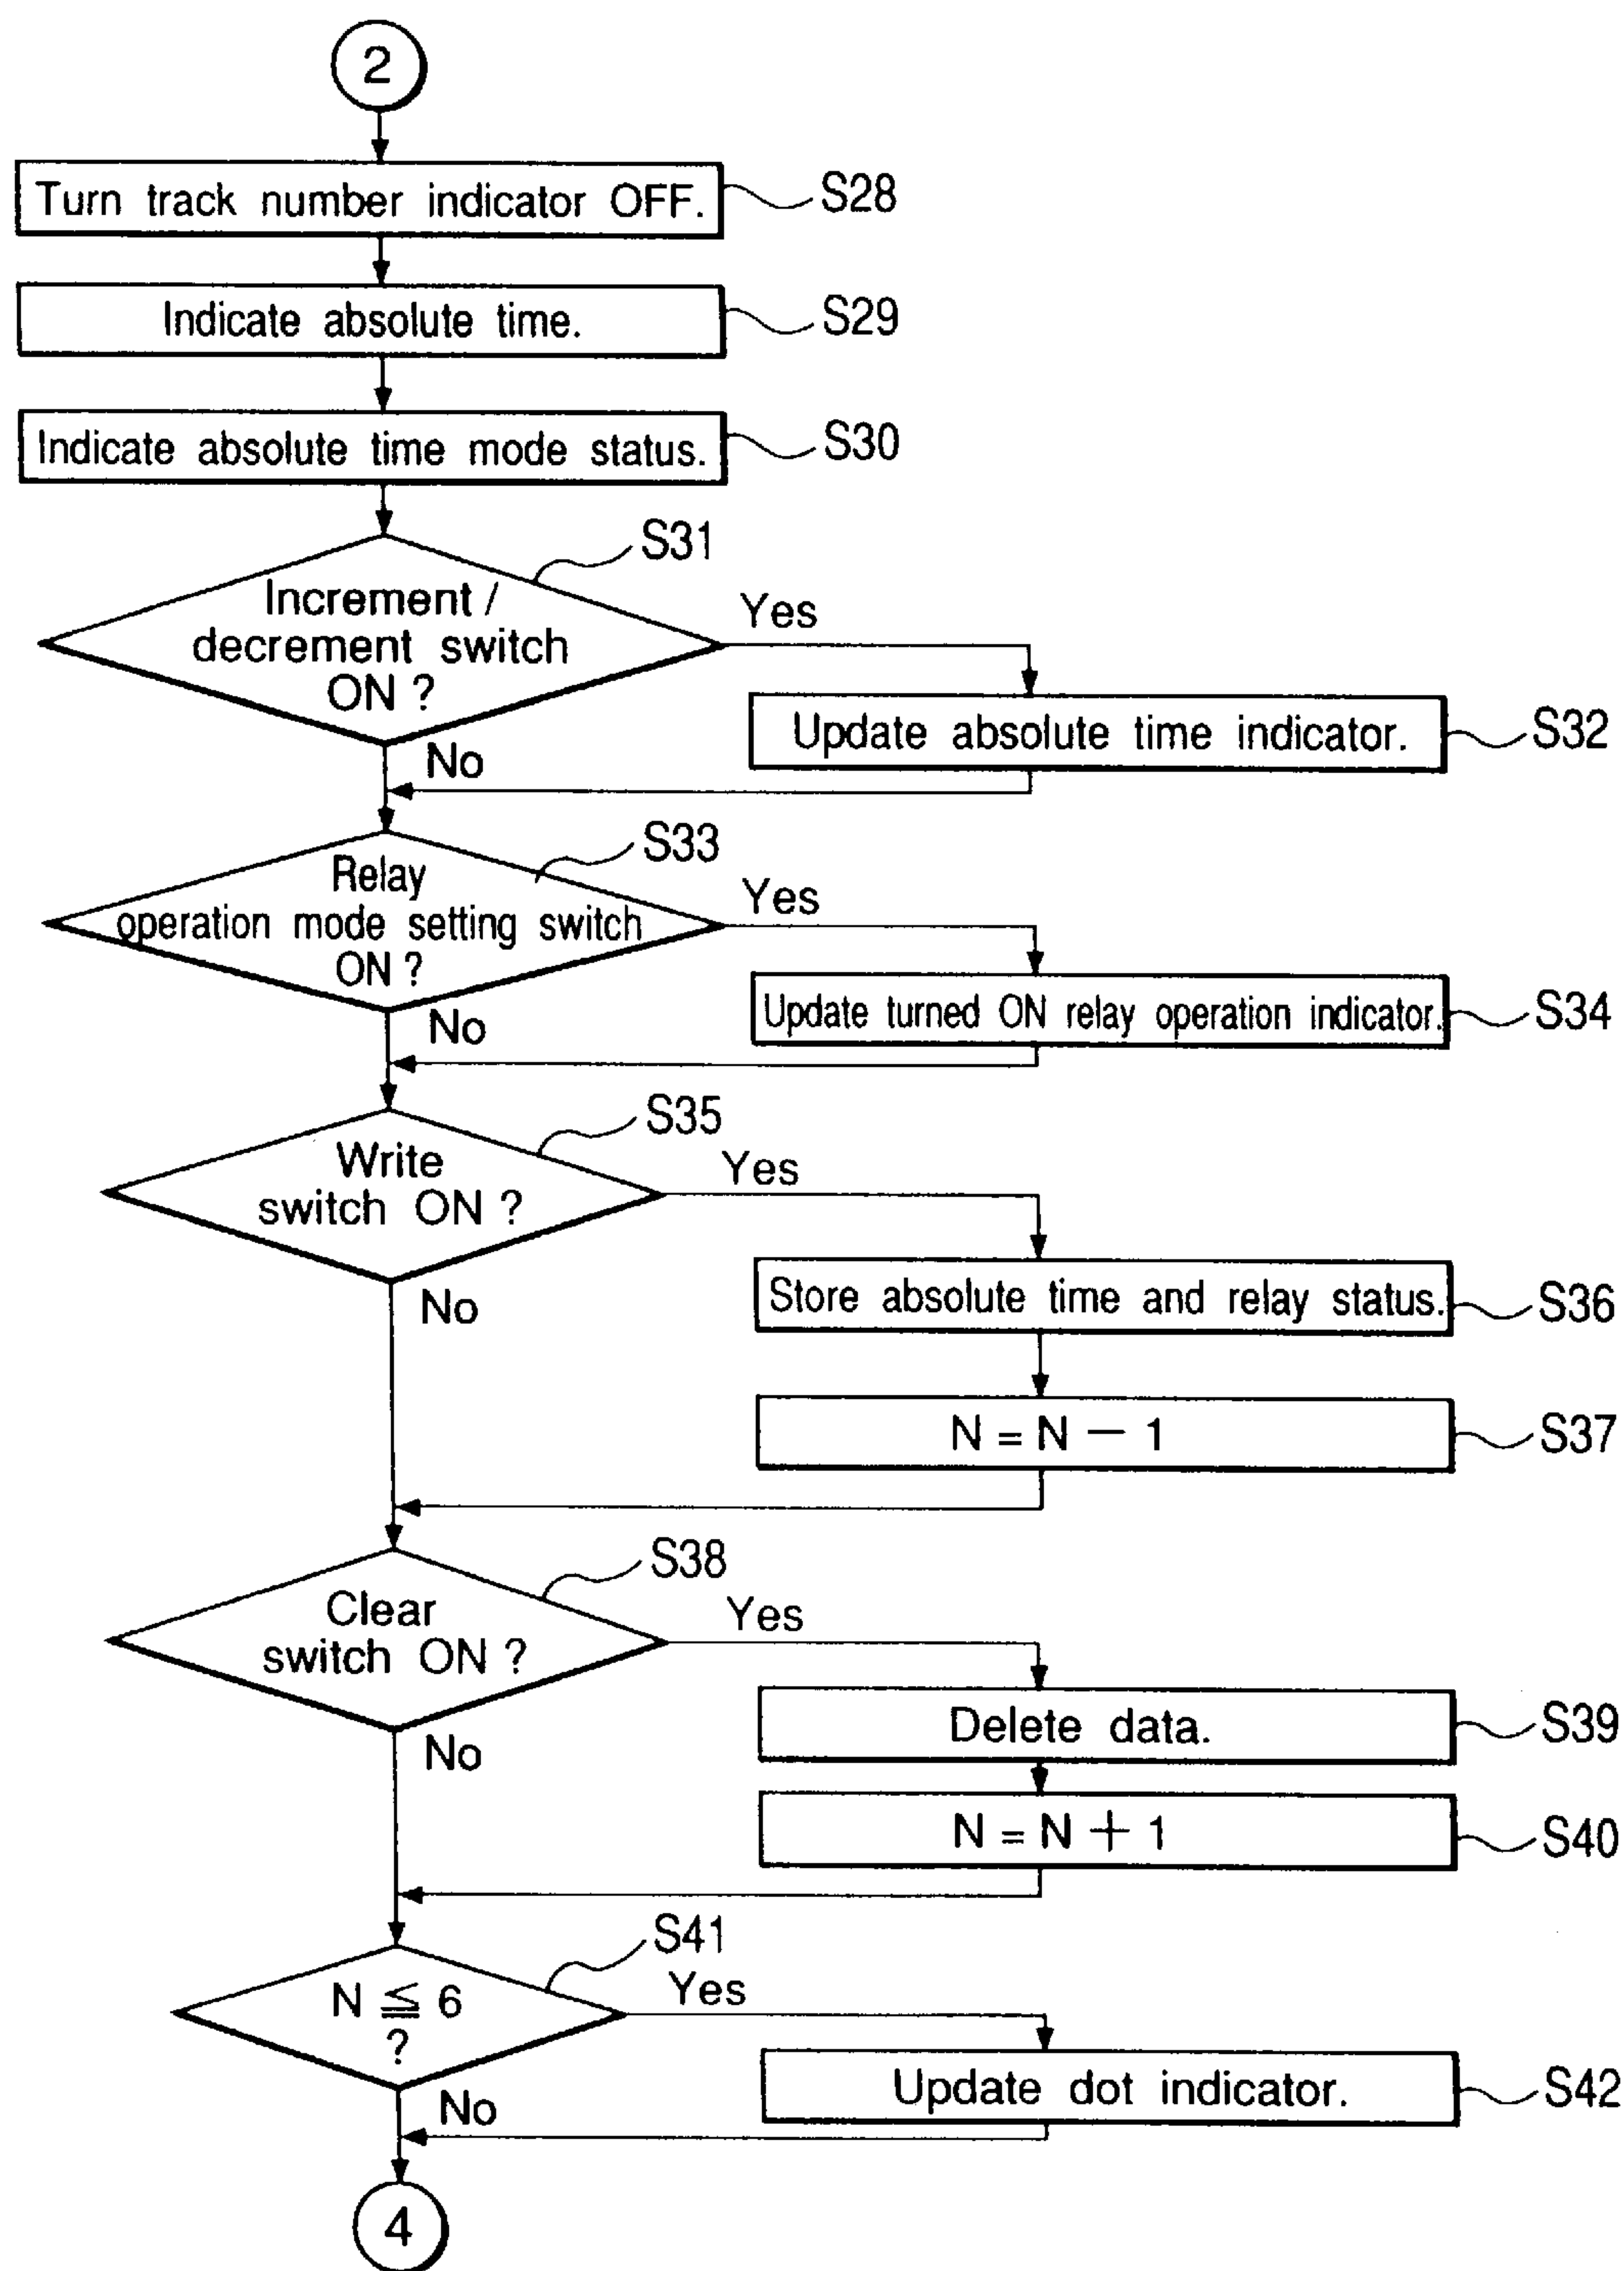 2
Turn track number indicator OFF.
S28
Indicate absolute time.
S29
Indicate absolute time mode status.
S30
S31
Increment /
decrement switch
ON ?
Yes
No
Update absolute time indicator.
S32
S33
Relay
operation mode setting switch
ON ?
Yes
No
Update turned ON relay operation indicator.
S34
S35
Write
switch ON ?
Yes
No
Store absolute time and relay status.
S36
N = N − 1
S37
S38
Clear
switch ON ?
Yes
No
Delete data.
S39
N = N + 1
S40
S41
N ≦ 6
?
Yes
No
Update dot indicator.
S42
4